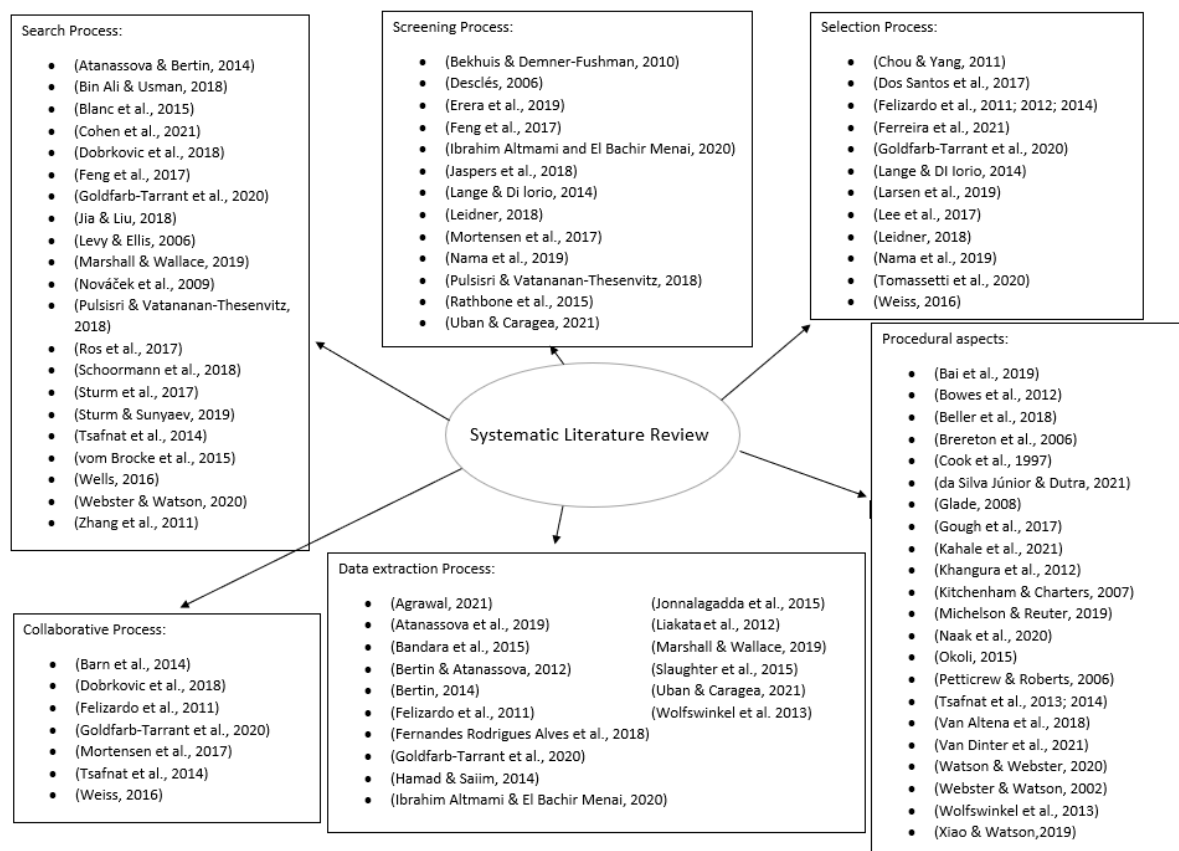 Search Process:
(Atanassova & Bertin, 2014)
(Bin Ali & Usman, 2018)
(Blanc et al., 2015)
(Cohen et al., 2021)
(Dobrkovic et al., 2018)
(Feng et al., 2017)
(Goldfarb-Tarrant et al., 2020)
(Jia & Liu, 2018)
(Levy & Ellis, 2006)
(Marshall & Wallace, 2019)
(Nováček et al., 2009)
(Pulsisri & Vatananan-Thesenvitz,
2018)
(Ros et al., 2017)
(Schoormann et al., 2018)
(Sturm et al., 2017)
(Sturm & Sunyaev, 2019)
(Tsafnat et al., 2014)
(vom Brocke et al., 2015)
(Wells, 2016)
(Webster & Watson, 2020)
(Zhang et al., 2011)
Screening Process:
(Bekhuis & Demner-Fushman, 2010)
(Desclés, 2006)
(Erera et al., 2019)
(Feng et al., 2017)
(Ibrahim Altmami and El Bachir Menai, 2020)
(Jaspers et al., 2018)
(Lange & Di lorio, 2014)
(Leidner, 2018)
(Mortensen et al., 2017)
(Nama et al., 2019)
(Pulsisri & Vatananan-Thesenvitz, 2018)
(Rathbone et al., 2015)
(Uban & Caragea, 2021)
Selection Process:
(Chou & Yang, 2011)
(Dos Santos et al., 2017)
(Felizardo et al., 2011; 2012; 2014)
(Ferreira et al., 2021)
(Goldfarb-Tarrant et al., 2020)
(Lange & DI Iorio, 2014)
(Larsen et al., 2019)
(Lee et al., 2017)
(Leidner, 2018)
(Nama et al., 2019)
(Tomassetti et al., 2020)
(Weiss, 2016)
Systematic Literature Review
Procedural aspects:
(Bai et al., 2019)
(Bowes et al., 2012)
(Beller et al., 2018)
(Brereton et al., 2006)
(Cook et al., 1997)
(da Silva Júnior & Dutra, 2021)
(Glade, 2008)
(Gough et al., 2017)
(Kahale et al., 2021)
(Khangura et al., 2012)
(Kitchenham & Charters, 2007)
(Michelson & Reuter, 2019)
(Naak et al., 2020)
(Okoli, 2015)
(Petticrew & Roberts, 2006)
(Tsafnat et al., 2013; 2014)
(Van Altena et al., 2018)
(Van Dinter et al., 2021)
(Watson & Webster, 2020)
(Webster & Watson, 2002)
(Wolfswinkel et al., 2013)
(Xiao & Watson,2019)
Collaborative Process:
(Barn et al., 2014)
(Dobrkovic et al., 2018)
(Felizardo et al., 2011)
(Goldfarb-Tarrant et al., 2020)
(Mortensen et al., 2017)
(Tsafnat et al., 2014)
(Weiss, 2016)
Data extraction Process:
(Agrawal, 2021)
(Atanassova et al., 2019)
(Bandara et al., 2015)
(Bertin & Atanassova, 2012)
(Bertin, 2014)
(Felizardo et al., 2011)
(Fernandes Rodrigues Alves et al., 2018)
(Goldfarb-Tarrant et al., 2020)
(Hamad & Saiim, 2014)
(Ibrahim Altmami & El Bachir Menai, 2020)
(Jonnalagadda et al., 2015)
(Liakata et al., 2012)
(Marshall & Wallace, 2019)
(Slaughter et al., 2015)
(Uban & Caragea, 2021)
(Wolfswinkel et al. 2013)